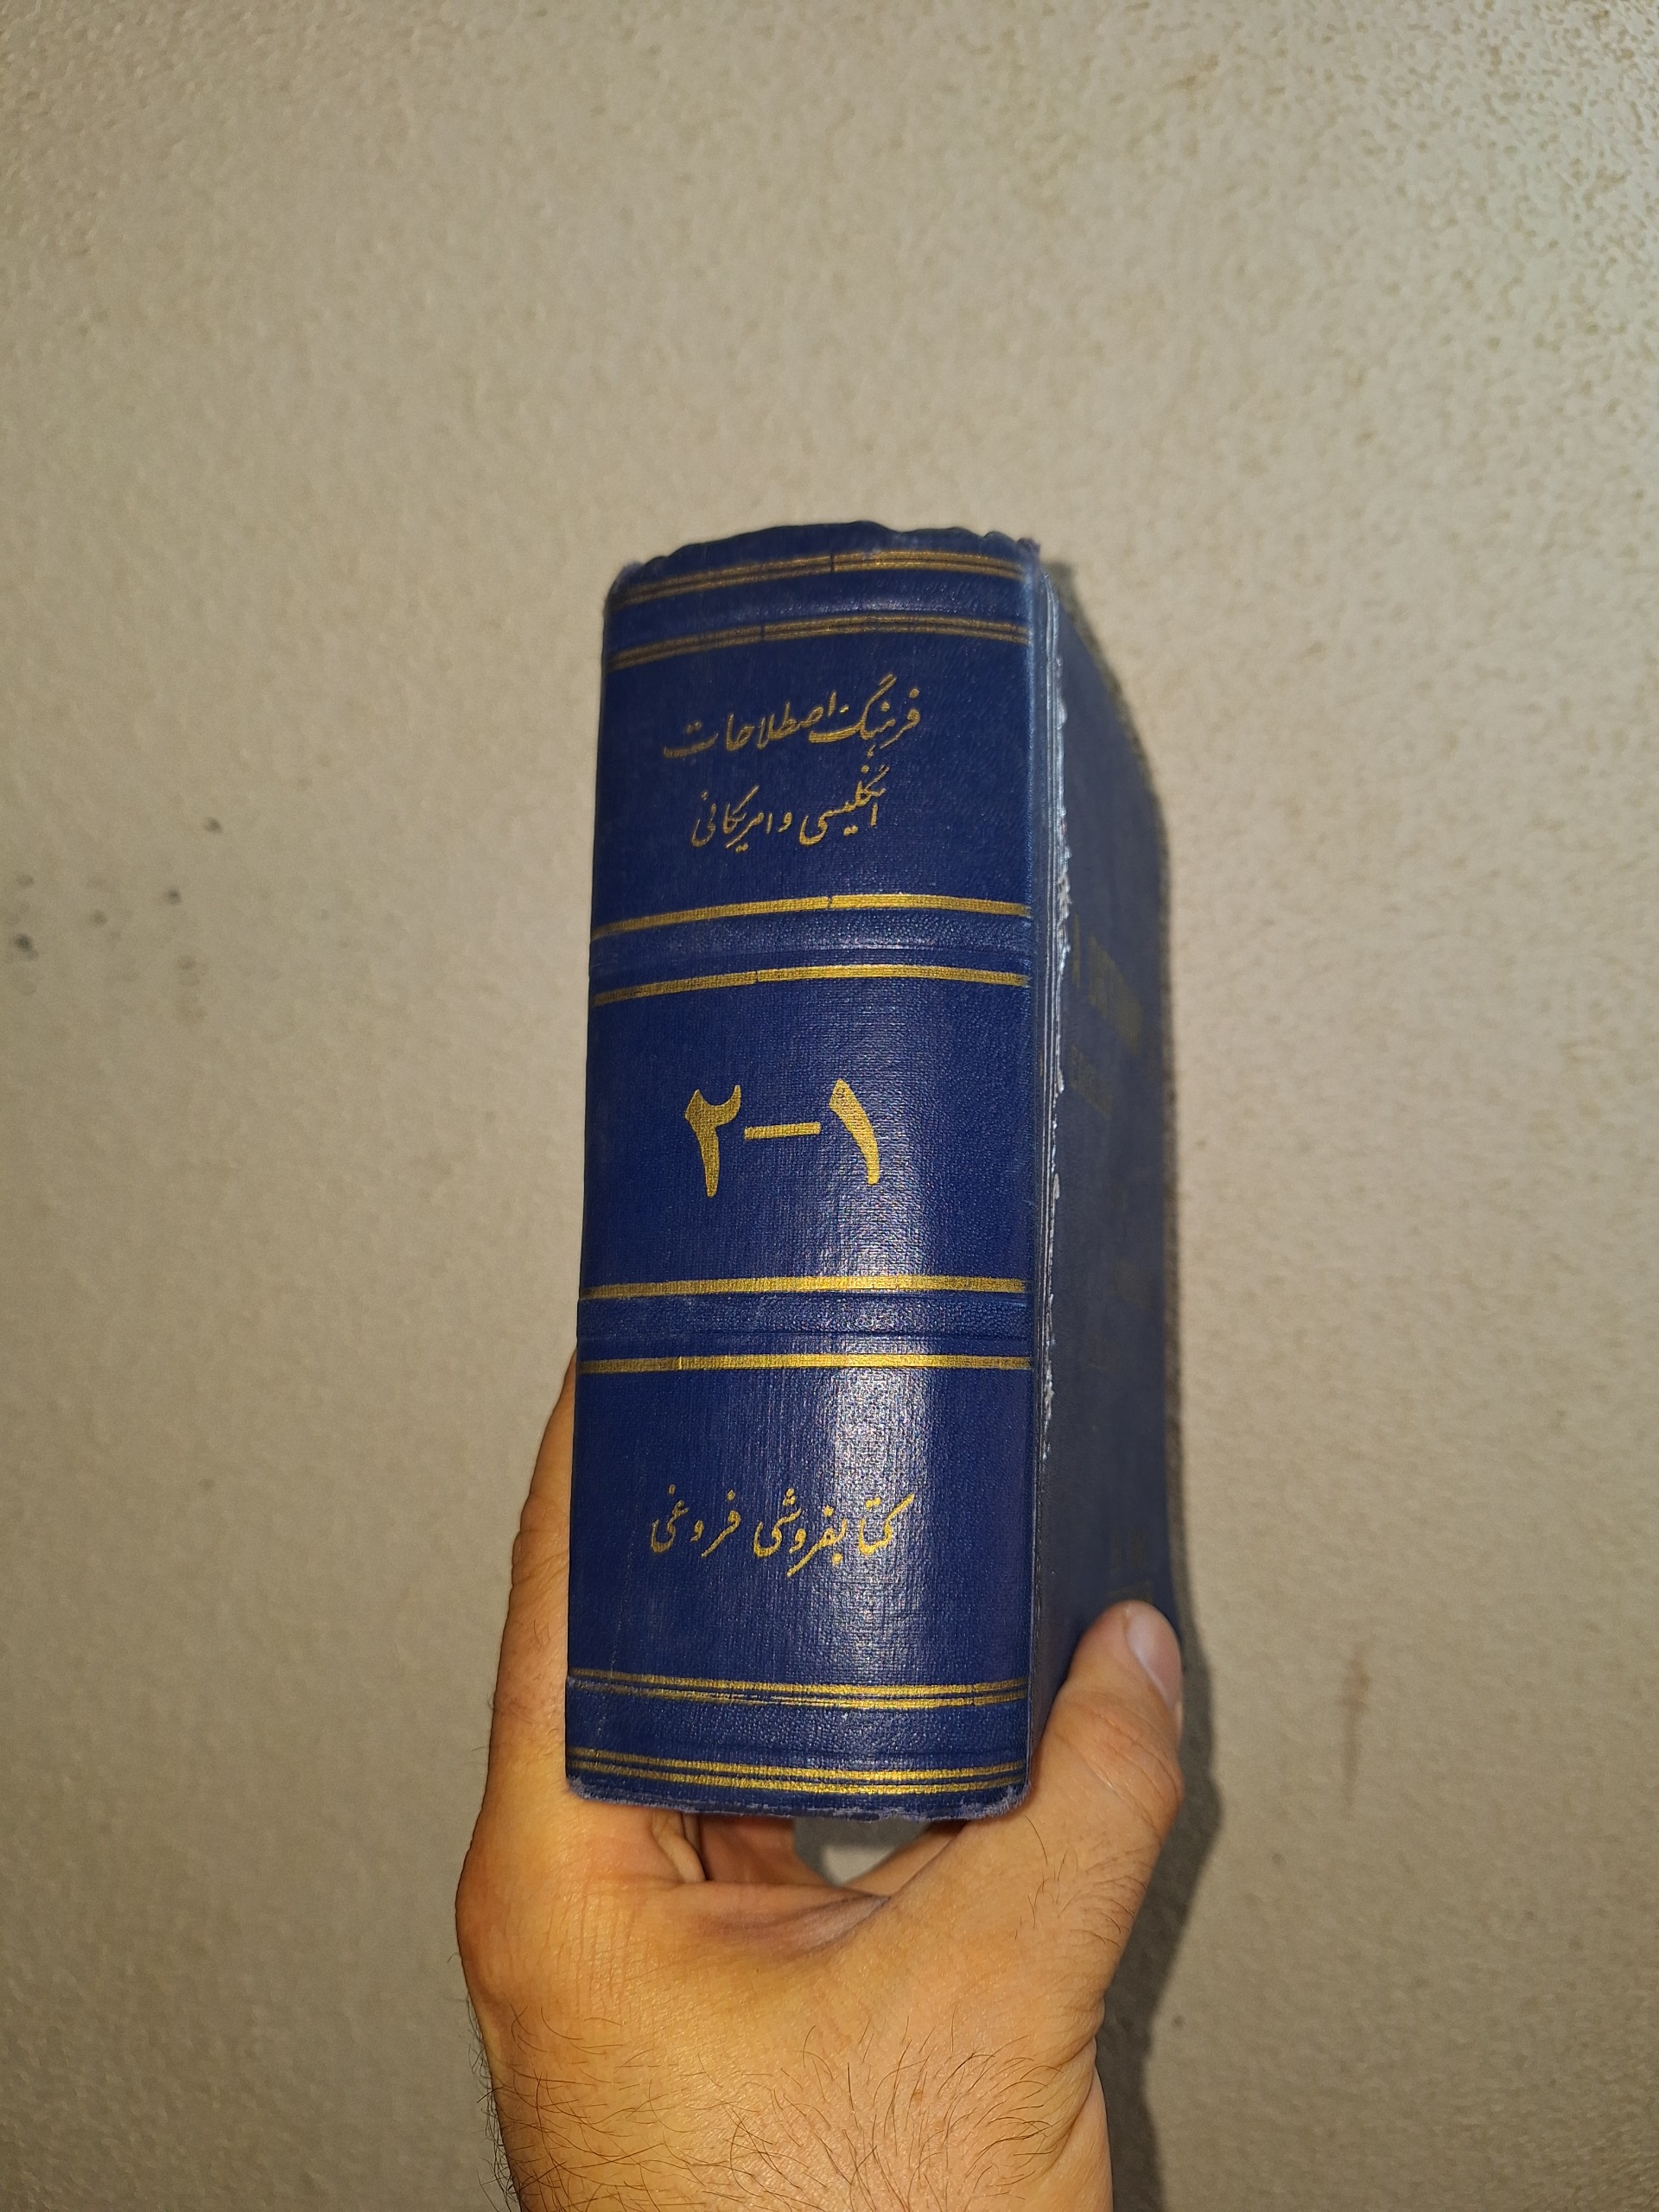 فرهنگ اصطلاحات
انگلیسی و امریکائی
۱-۲
کتابفروشی فروغی